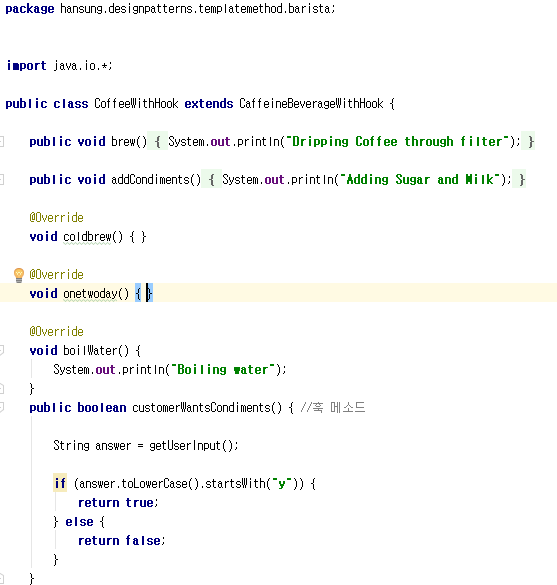 package hansung.designpatterns.templatemethod.barista;
import java.io.*;
public class CoffeeWithHook extends CaffeineBeverageWithHook {
public void brew() { System.out.println("Dripping Coffee through filter"); }
public void addCondiments() { System.out.println("Adding Sugar and Milk"); }
@Override
void coldbrew() { }
@Override
void onetwoday() { }
@Override
void boilWater() {
System.out.println("Boiling water");
}
public boolean customerWantsCondiments() { //훅 메소드
String answer = getUserInput();
if (answer.toLowerCase().startsWith("y")) {
return true;
} else {
return false;
}
}